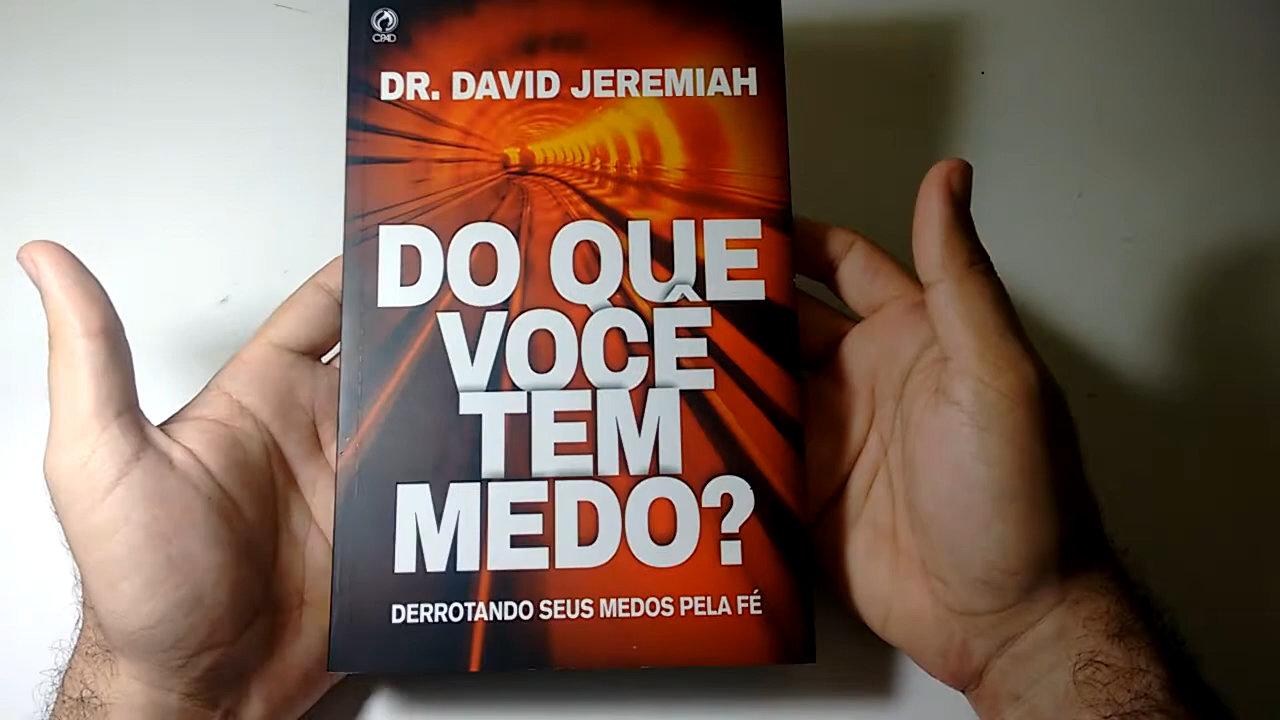 CPAD
DR. DAVID JEREMIAH
DO QUE
VOCÊ
TEM
MEDO?
DERROTANDO SEUS MEDOS PELA FÉ